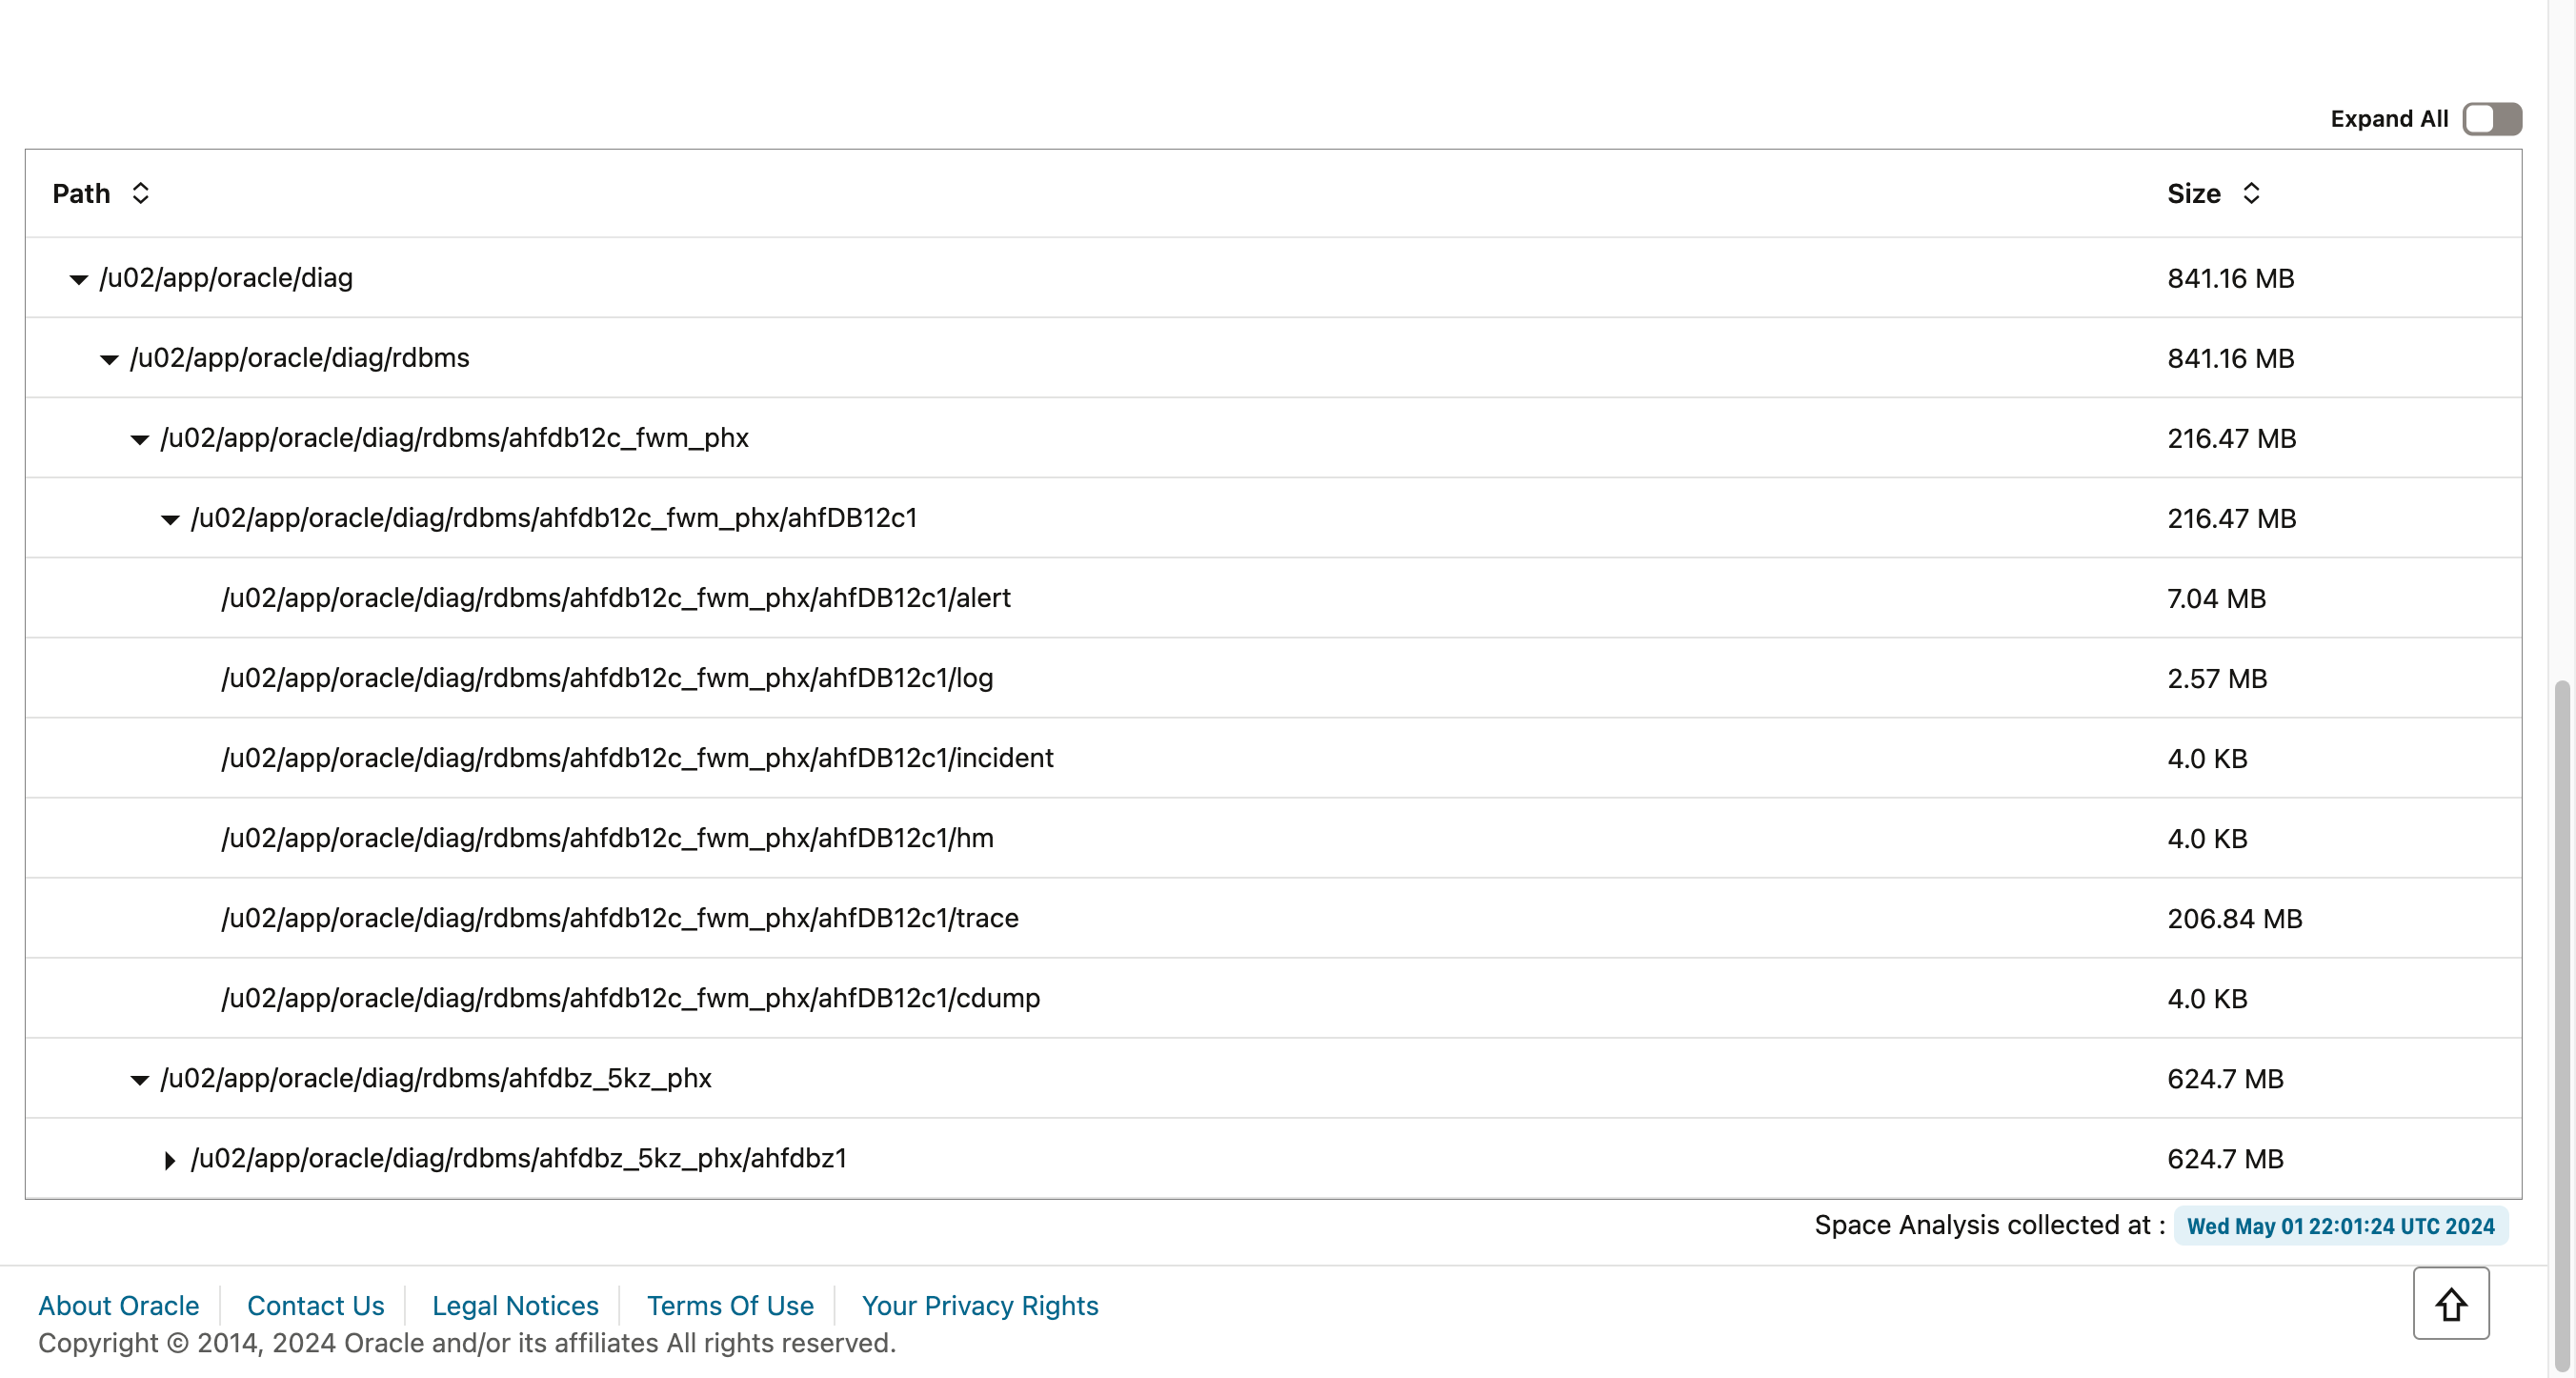 Expand All
Path Size
/u02/app/oracle/diag 841.16 MB
/u02/app/oracle/diag/rdbms 841.16 MB
/u02/app/oracle/diag/rdbms/ahfdb12c_fwm_phx 216.47 MB
/u02/app/oracle/diag/rdbms/ahfdb12c_fwm_phx/ahfDB12c1 216.47 MB
/u02/app/oracle/diag/rdbms/ahfdb12c_fwm_phx/ahfDB12c1/alert 7.04 MB
/u02/app/oracle/diag/rdbms/ahfdb12c_fwm_phx/ahfDB12c1/log 2.57 MB
/u02/app/oracle/diag/rdbms/ahfdb12c_fwm_phx/ahfDB12c1/incident 4.0 KB
/u02/app/oracle/diag/rdbms/ahfdb12c_fwm_phx/ahfDB12c1/hm 4.0 KB
/u02/app/oracle/diag/rdbms/ahfdb12c_fwm_phx/ahfDB12c1/trace 206.84 MB
/u02/app/oracle/diag/rdbms/ahfdb12c_fwm_phx/ahfDB12c1/cdump 4.0 KB
/u02/app/oracle/diag/rdbms/ahfdbz_5kz_phx 624.7 MB
/u02/app/oracle/diag/rdbms/ahfdbz_5kz_phx/ahfdbz1 624.7 MB
Space Analysis collected at : Wed May 01 22:01:24 UTC 2024
About Oracle Contact Us Legal Notices Terms Of Use Your Privacy Rights
Copyright © 2014, 2024 Oracle and/or its affiliates All rights reserved.